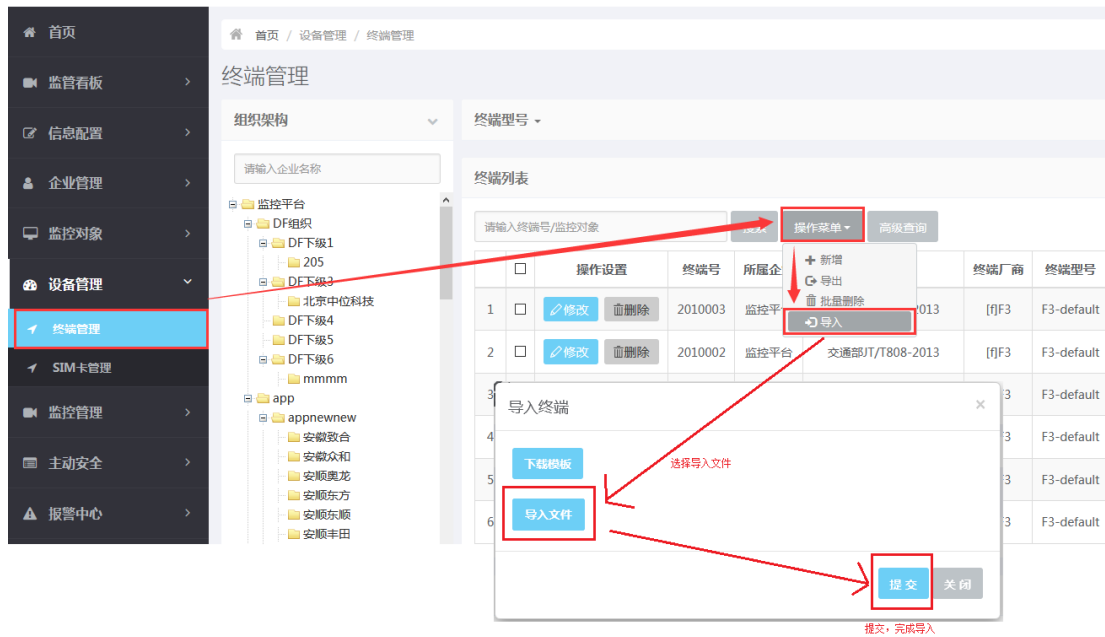 首页
监管看板
信息配置
企业管理
监控对象
设备管理
终端管理
SIM卡管理
监控管理
主动安全
报警中心
首页 / 设备管理 / 终端管理
终端管理
组织架构
请输入企业名称
监控平台
DF组织
DF下级1
205
DF下级3
北京中位科技
DF下级4
DF下级5
DF下级6
mmmm
app
appnewnew
安徽致合
安徽众和
安顺奥龙
安顺东方
安顺东顺
安顺丰田
终端型号
终端列表
请输入终端号/监控对象
操作菜单
高级查询
新增
导出
批量删除
导入
操作设置 终端号 所属企 终端厂商 终端型号
1 修改 删除 2010003 监控平 2013 [f]F3 F3-default
2 修改 删除 2010002 监控平台 交通部JT/T808-2013 [f]F3 F3-default
3 3 F3-default
4 3 F3-default
5 3 F3-default
6 3 F3-default
导入终端
×
下载模板
选择导入文件
导入文件
提交 关闭
提交，完成导入